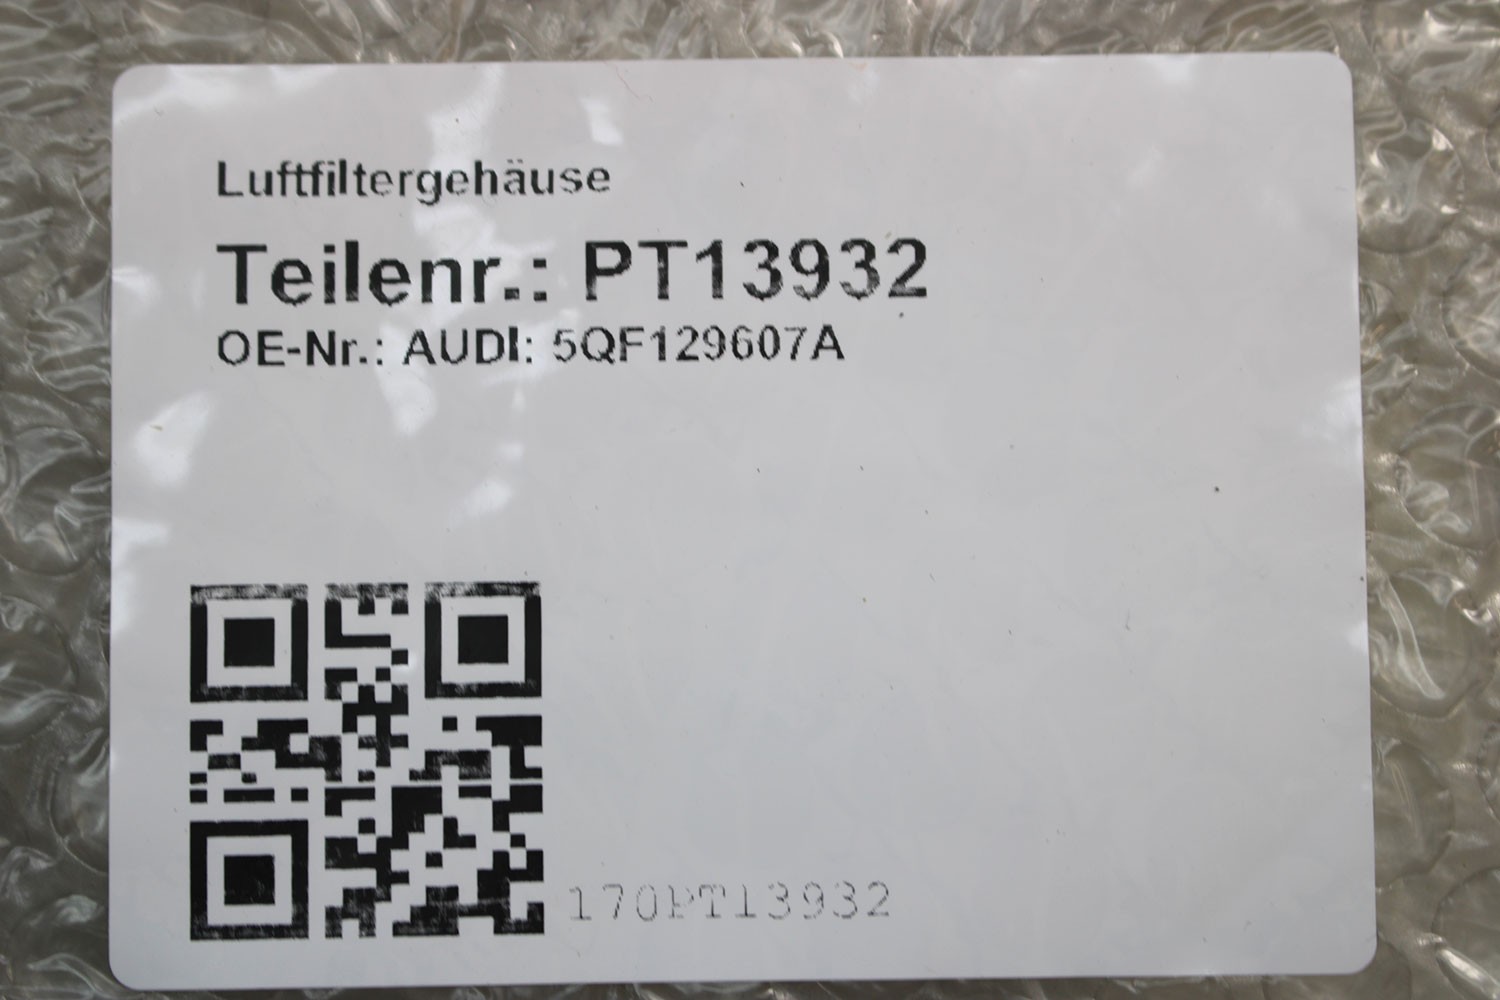 Luftfiltergehäuse
Teilenr.: PT13932
OE-Nr.: AUDI: 5QF129607A
170PT13932